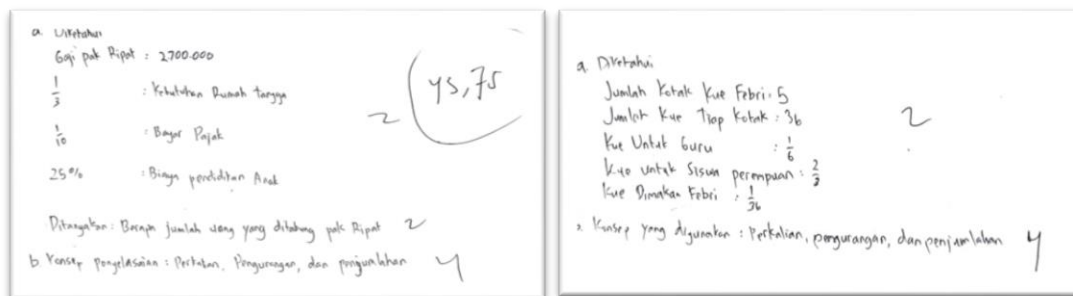 a. Diketahui
Gaji pak Ripat : 2700.000
1/3 : Kebutuhan Rumah tangga
1/10 : Bayar Pajak
25% : Biaya pendidikan Anak
2
45,75
Ditanyakan : Berapa jumlah uang yang ditabung pak Ripat 2
b. Konsep penyelesaian : Perkalian, Pengurangan, dan penjumlahan 4
a. Diketahui
Jumlah Kotak Kue Febri : 5
Jumlah Kue Tiap Kotak : 36
Kue Untuk Guru : 1/6
Kue untuk Siswa perempuan : 2/3
Kue Dimakan Febri : 1/36
2
Konsep yang digunakan : Perkalian, pengurangan, dan penjumlahan 4